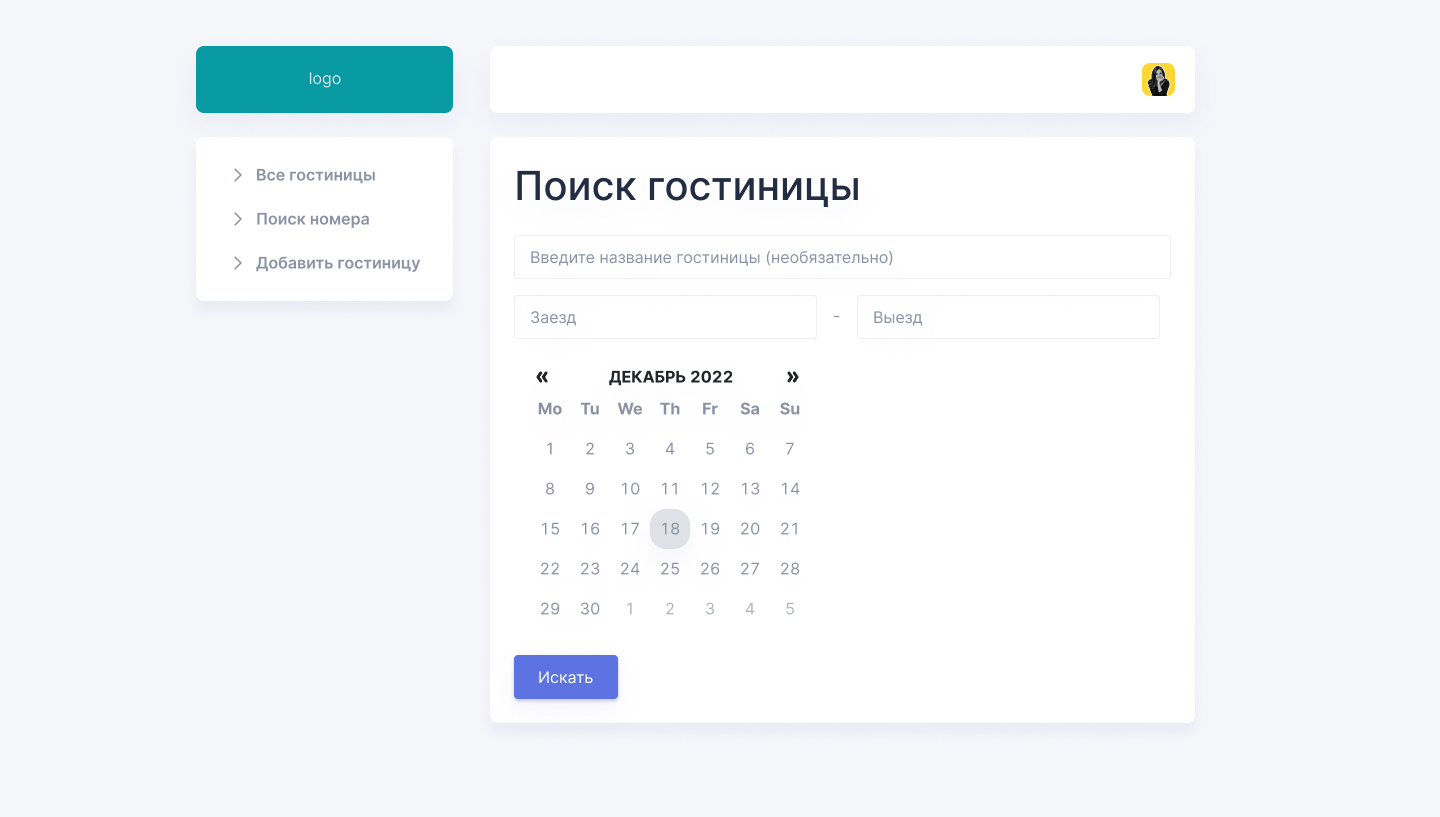 logo
Все гостиницы
Поиск номера
Добавить гостиницу
Поиск гостиницы
Введите название гостиницы (необязательно)
Заезд - Выезд
« ДЕКАБРЬ 2022 »
Mo Tu We Th Fr Sa Su
1 2 3 4 5 6 7
8 9 10 11 12 13 14
15 16 17 18 19 20 21
22 23 24 25 26 27 28
29 30 1 2 3 4 5
Искать